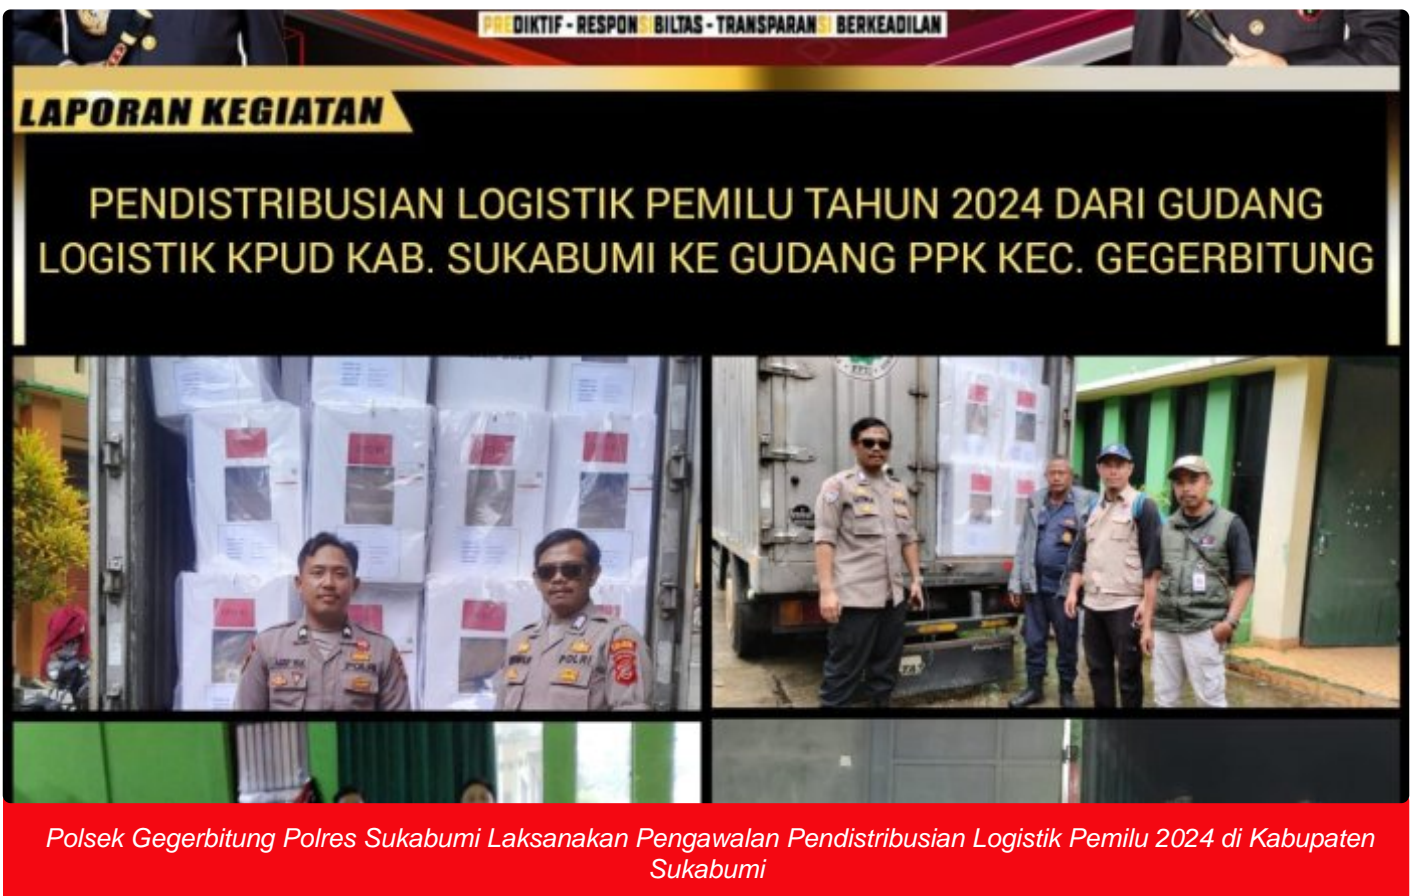 PREDIKTIF - RESPONSIBILTAS - TRANSPARANSI BERKEADILAN
LAPORAN KEGIATAN
PENDISTRIBUSIAN LOGISTIK PEMILU TAHUN 2024 DARI GUDANG
LOGISTIK KPUD KAB. SUKABUMI KE GUDANG PPK KEC. GEGERBITUNG
POLRI
POLRI
Polsek Gegerbitung Polres Sukabumi Laksanakan Pengawalan Pendistribusian Logistik Pemilu 2024 di Kabupaten
Sukabumi